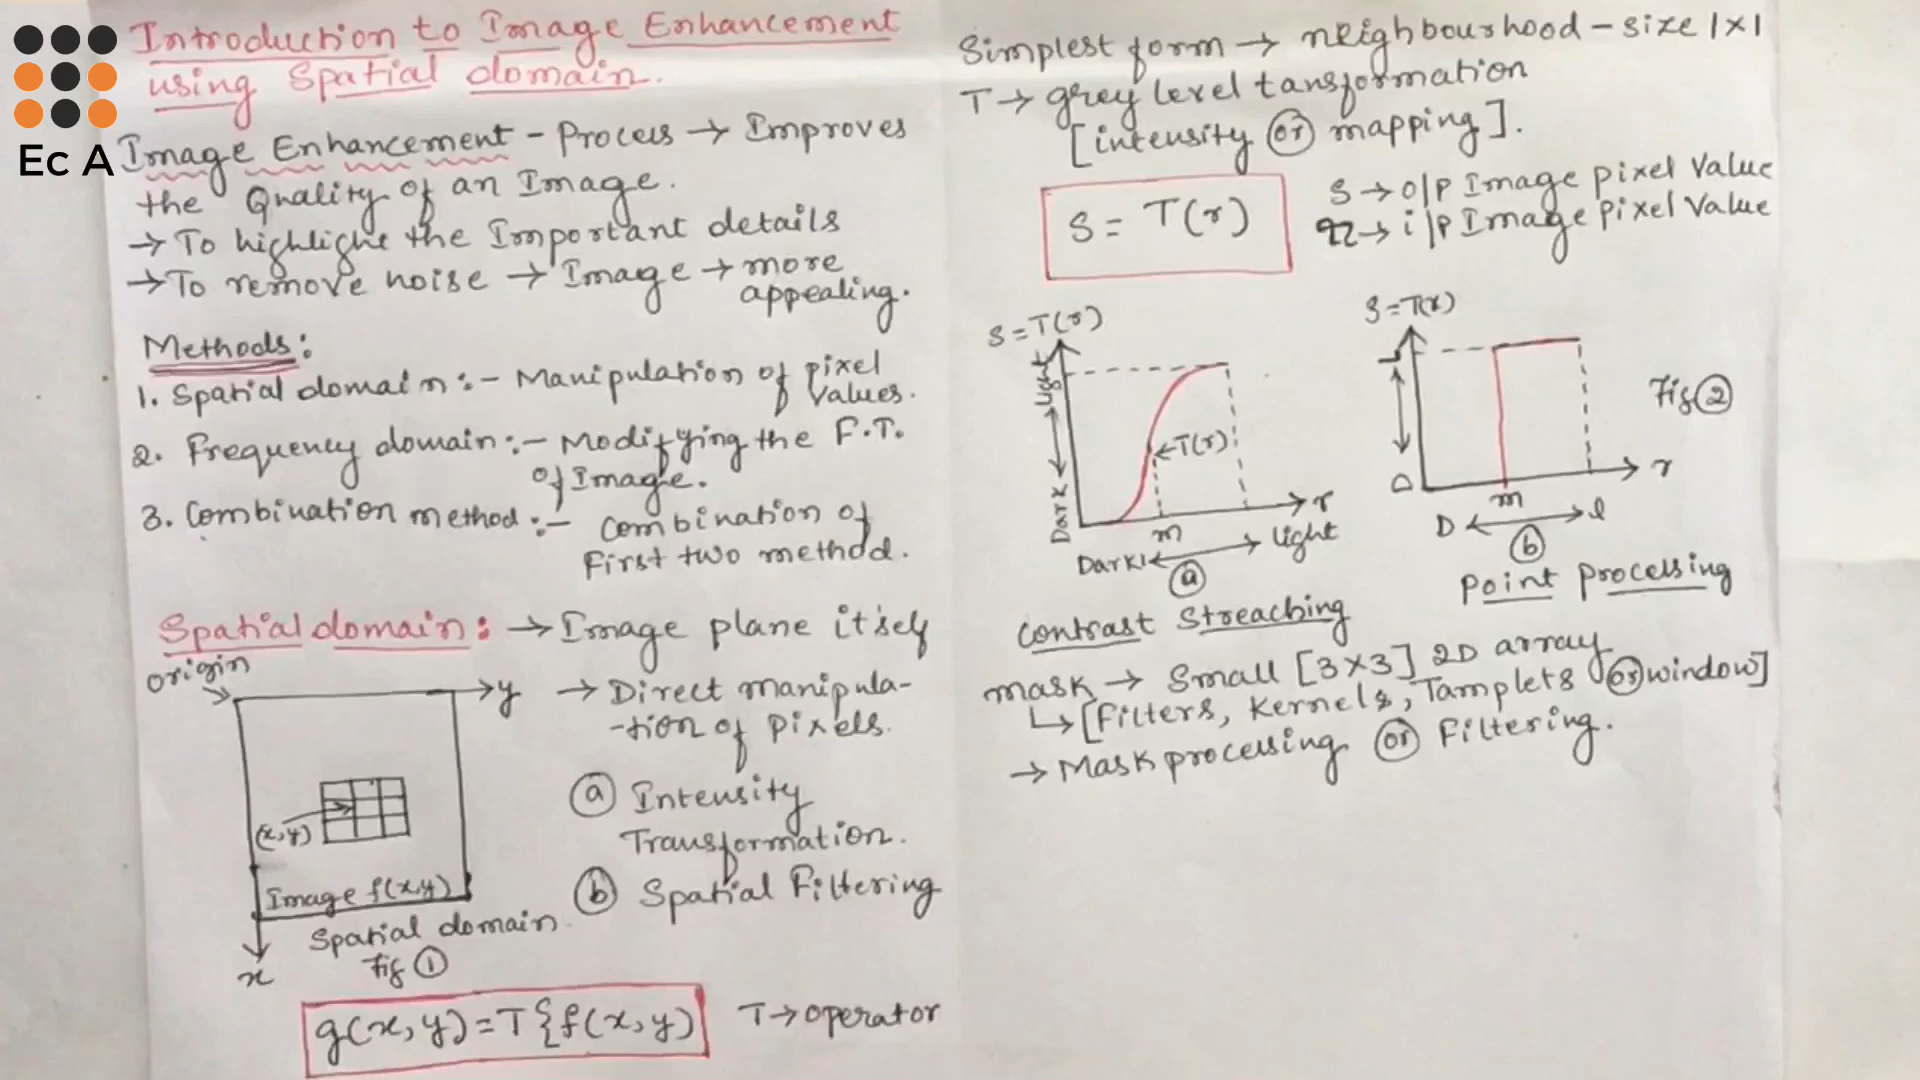 Ec A
Introduction to Image Enhancement
using Spatial domain.
Image Enhancement - Process → Improves
the Quality of an Image.
→ To highlight the Important details
→ To remove noise → Image → more
appealing.
Methods:
1. Spatial domain :- Manipulation of pixel
Values.
2. Frequency domain :- Modifying the F.T.
of Image.
3. Combination method :- Combination of
First two method.
Spatial domain: → Image plane itself
origin
y
→ Direct manipula-
-tion of Pixels.
(x,y)
ⓐ Intensity
Transformation.
ⓑ Spatial Filtering
Image f(x,y)
Spatial domain.
Fig ①
x
g(x,y) = T{f(x,y)
T → operator
Simplest form → neighbourhood - size 1x1
T → grey level tansformation
[intensity or mapping].
S = T(r)
S → o/p Image pixel Value
r → i/p Image pixel Value
S = T(r)
Light
Dark
T(r)
m
r
Dark
light
ⓐ
Contrast Streaching
S = T(r)
L
D
m
r
D
l
ⓑ
Fig ②
Point Processing
mask → Small [3x3] 2D array
↳ [Filters, Kernels, Tamplets or window]
→ Mask processing or Filtering.